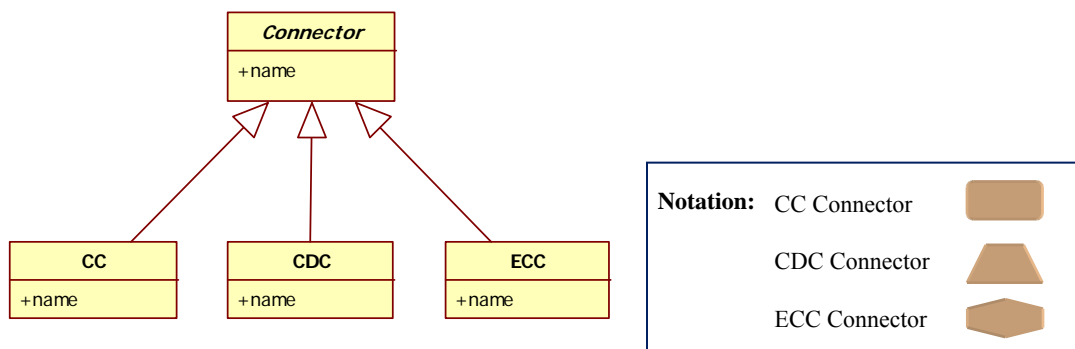 Connector
+name
CC
+name
CDC
+name
ECC
+name
Notation: CC Connector
CDC Connector
ECC Connector